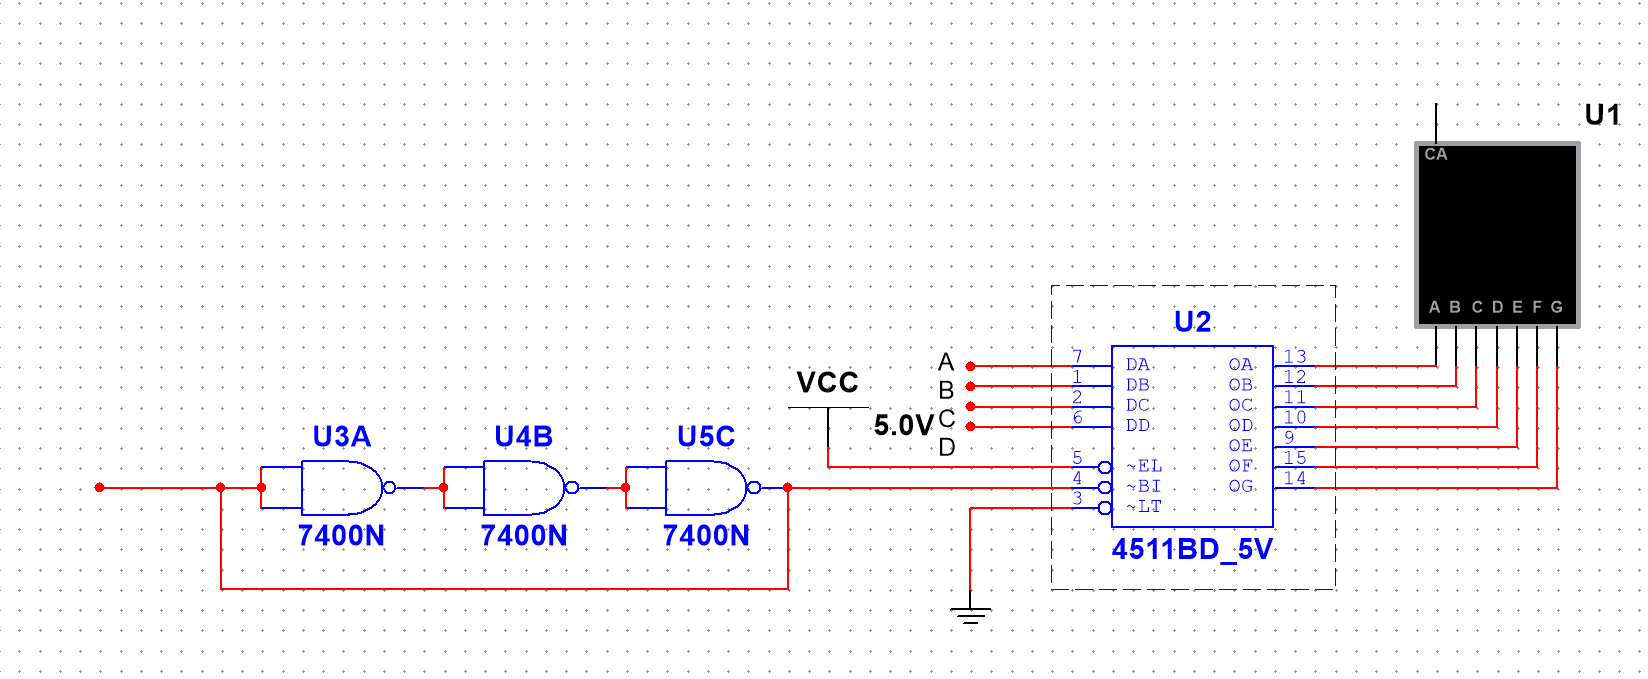 U1
CA
A B C D E F G
U2
A
B
C
D
VCC
5.0V
7
1
2
6
5
4
3
DA
DB
DC
DD
~EL
~BI
~LT
OA
OB
OC
OD
OE
OF
OG
13
12
11
10
9
15
14
4511BD_5V
U3A
U4B
U5C
7400N
7400N
7400N